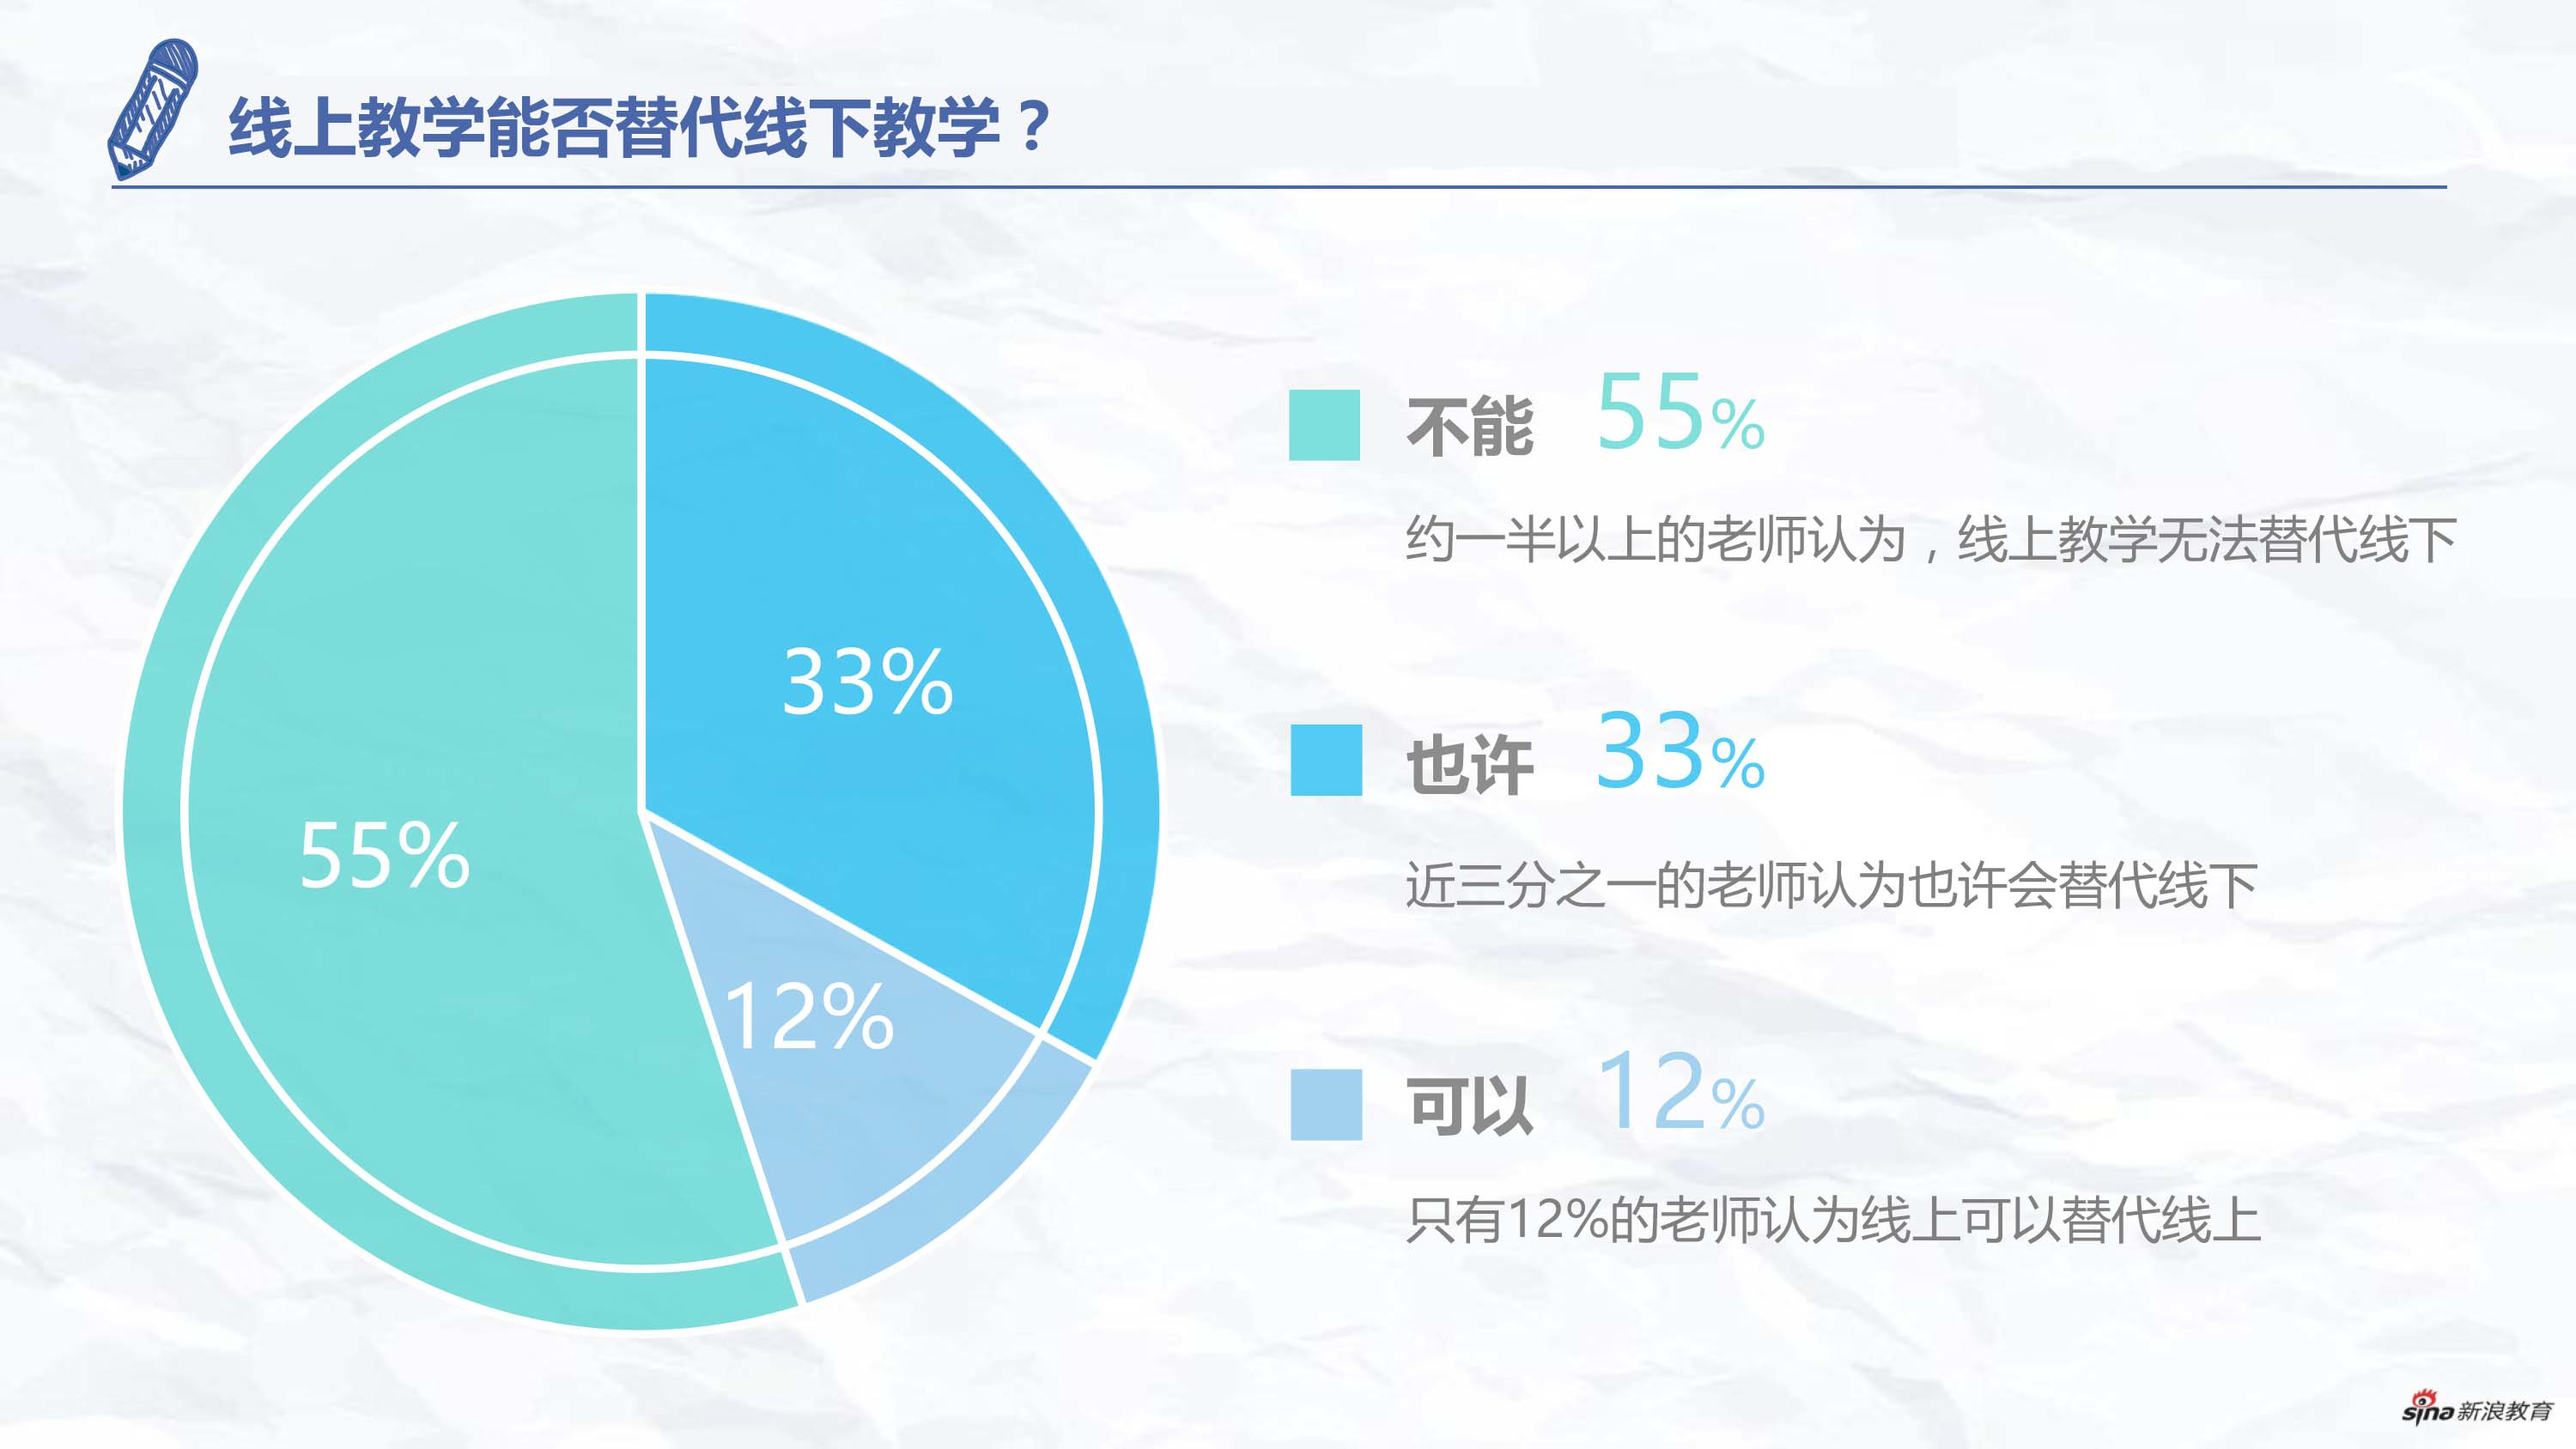 线上教学能否替代线下教学？
33%
55%
12%
不能 55%
约一半以上的老师认为，线上教学无法替代线下
也许 33%
近三分之一的老师认为也许会替代线下
可以 12%
只有12%的老师认为线上可以替代线上
sina新浪教育